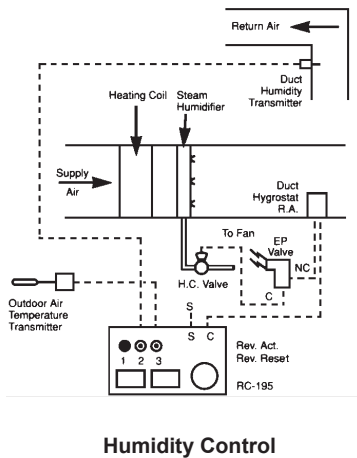 Return Air
Duct
Humidity
Transmitter
Heating Coil
Steam
Humidifier
Supply
Air
Duct
Hygrostat
R.A.
To Fan
EP
Valve
NC
C
H.C. Valve
Outdoor Air
Temperature
Transmitter
S
S C
1 2 3
Rev. Act.
Rev. Reset
RC-195
Humidity Control